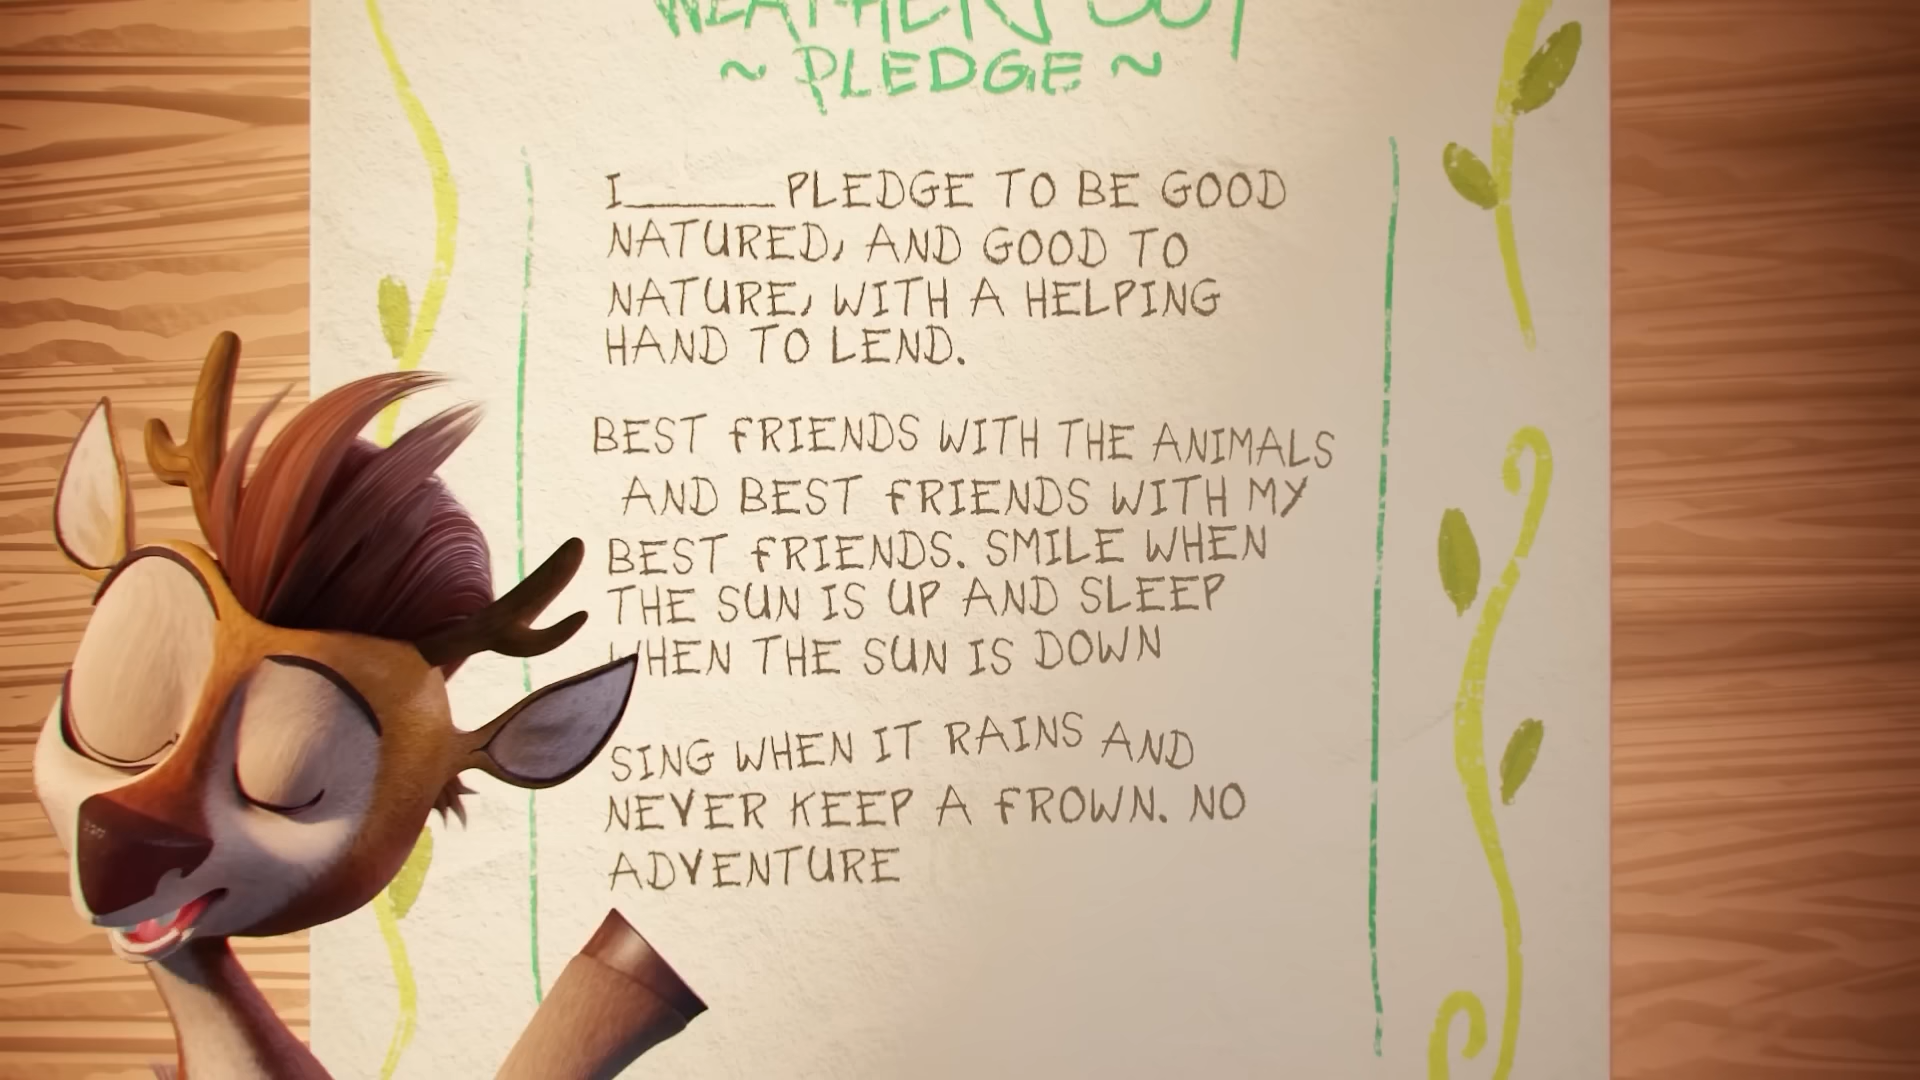 ~ PLEDGE ~
I______ PLEDGE TO BE GOOD
NATURED, AND GOOD TO
NATURE, WITH A HELPING
HAND TO LEND.
BEST FRIENDS WITH THE ANIMALS
AND BEST FRIENDS WITH MY
BEST FRIENDS. SMILE WHEN
THE SUN IS UP AND SLEEP
WHEN THE SUN IS DOWN
SING WHEN IT RAINS AND
NEVER KEEP A FROWN. NO
ADVENTURE